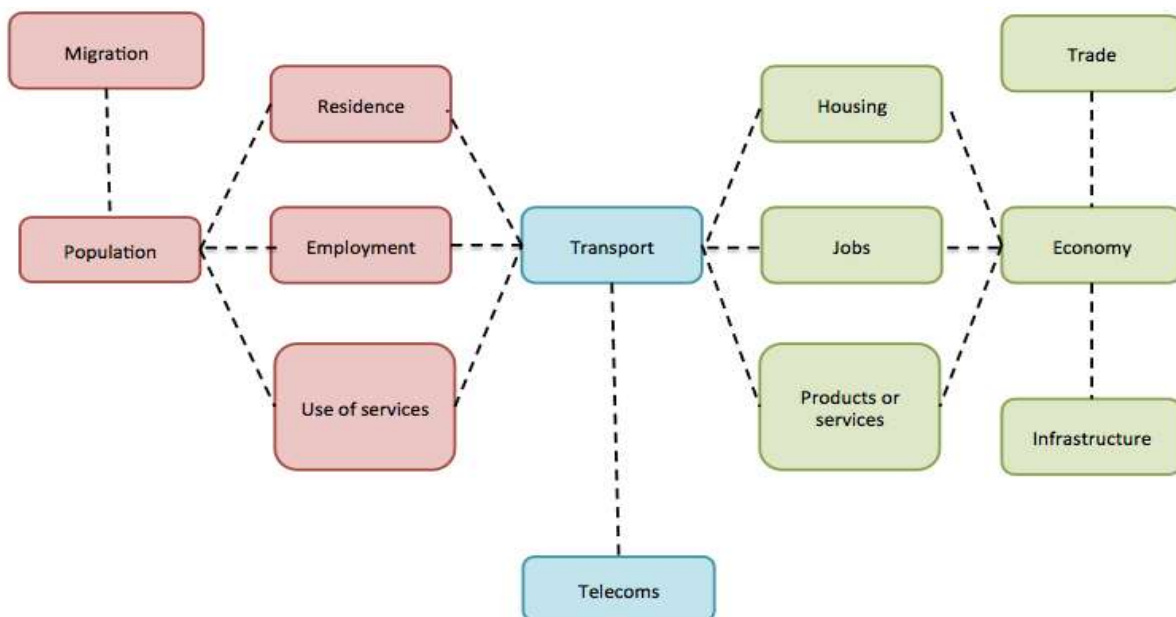 Migration
Trade
Residence
Housing
Population
Employment
Transport
Jobs
Economy
Use of services
Products or
services
Infrastructure
Telecoms